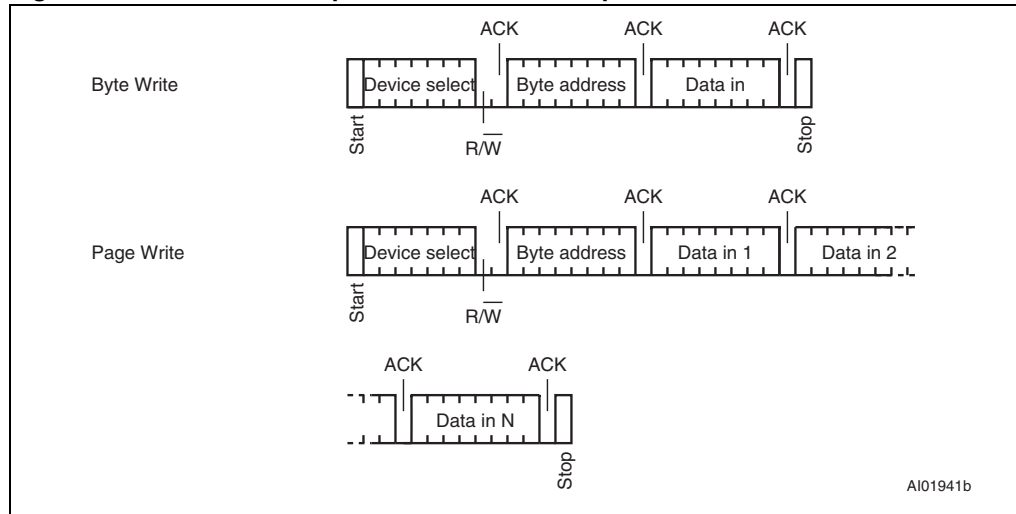 ACK ACK ACK
Byte Write
Device select Byte address Data in
Start
R/W̅
Stop
ACK ACK ACK
Page Write
Device select Byte address Data in 1 Data in 2
Start
R/W̅
ACK ACK
Data in N
Stop
AI01941b